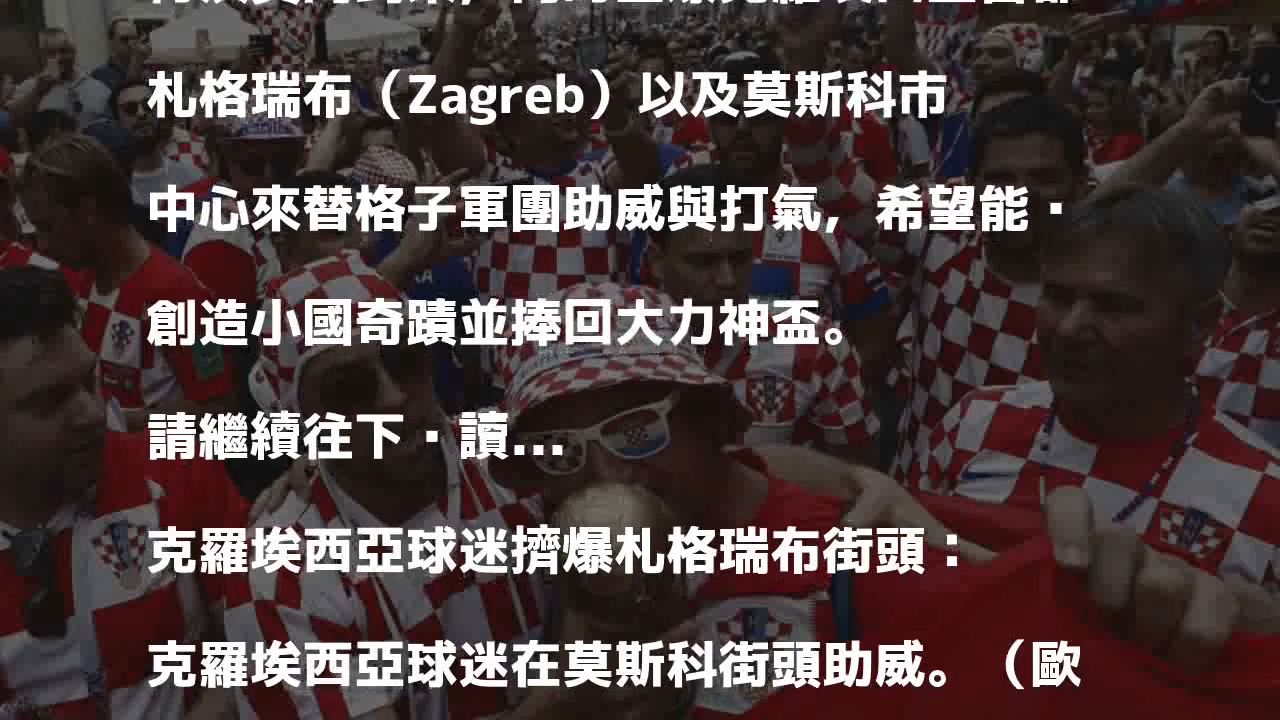 札格瑞布（Zagreb）以及莫斯科市
中心來替格子軍團助威與打氣，希望能·
創造小國奇蹟並捧回大力神盃。
請繼續往下·讀...
克羅埃西亞球迷擠爆札格瑞布街頭：
克羅埃西亞球迷在莫斯科街頭助威。（歐